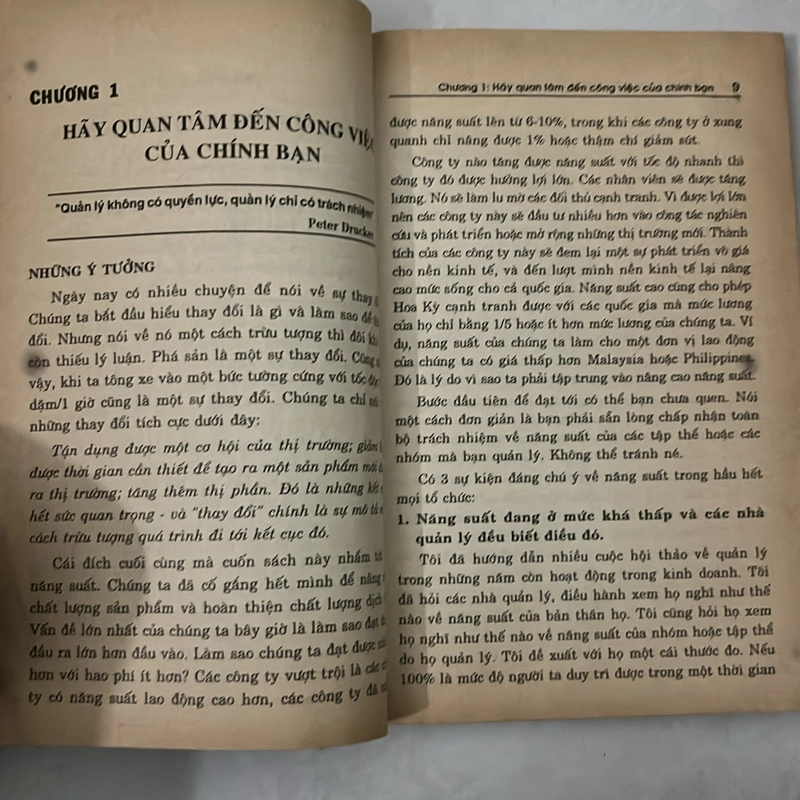 CHƯƠNG 1
HÃY QUAN TÂM ĐẾN CÔNG VIỆC
CỦA CHÍNH BẠN
"Quản lý không có quyền lực, quản lý chỉ có trách nhiệm"
Peter Drucker
NHỮNG Ý TƯỞNG
Ngày nay có nhiều chuyện để nói về sự thay
Chúng ta bắt đầu hiểu thay đổi là gì và làm sao để
đổi. Nhưng nói về nó một cách trừu tượng thì đôi
còn thiếu lý luận. Phá sản là một sự thay đổi. Cũng
vậy, khi ta tông xe vào một bức tường cứng với tốc
dặm/1 giờ cũng là một sự thay đổi. Chúng ta chỉ
những thay đổi tích cực dưới đây:
Tận dụng được một cơ hội của thị trường; giảm
được thời gian cần thiết để tạo ra một sản phẩm mới
ra thị trường; tăng thêm thị phần. Đó là những
hết sức quan trọng - và "thay đổi" chính là sự mô
cách trừu tượng quá trình đi tới kết cục đó.
Cái đích cuối cùng mà cuốn sách này nhắm
năng suất. Chúng ta đã cố gắng hết mình để nâng
chất lượng sản phẩm và hoàn thiện chất lượng dịch
Vấn đề lớn nhất của chúng ta bây giờ là làm sao đạt
đầu ra lớn hơn đầu vào. Làm sao chúng ta đạt được
hơn với hao phí ít hơn? Các công ty vượt trội là các
ty có năng suất lao động cao hơn, các công ty đã
Chương 1: Hãy quan tâm đến công việc của chính bạn 9
được năng suất lên từ 6-10%, trong khi các công ty ở xung
quanh chỉ nâng được 1% hoặc thậm chí giảm sút.
Công ty nào tăng được năng suất với tốc độ nhanh thì
công ty đó được hưởng lợi lớn. Các nhân viên sẽ được tăng
lương. Nó sẽ làm lu mờ các đối thủ cạnh tranh. Vì được lợi lớn
nên các công ty này sẽ đầu tư nhiều hơn vào công tác nghiên
cứu và phát triển hoặc mở rộng những thị trường mới. Thành
tích của các công ty này sẽ đem lại một sự phát triển vô giá
cho nền kinh tế, và đến lượt mình nền kinh tế lại nâng
cao mức sống cho cả quốc gia. Năng suất cao cũng cho phép
Hoa Kỳ cạnh tranh được với các quốc gia mà mức lương
của họ chỉ bằng 1/5 hoặc ít hơn mức lương của chúng ta. Ví
dụ, năng suất của chúng ta làm cho một đơn vị lao động
của chúng ta có giá thấp hơn Malaysia hoặc Philippines.
Đó là lý do vì sao ta phải tập trung vào nâng cao năng suất.
Bước đầu tiên để đạt tới có thể bạn chưa quen. Nói
một cách đơn giản là bạn phải sẵn lòng chấp nhận toàn
bộ trách nhiệm về năng suất của các tập thể hoặc các
nhóm mà bạn quản lý. Không thể tránh né.
Có 3 sự kiện đáng chú ý về năng suất trong hầu hết
mọi tổ chức:
1. Năng suất đang ở mức khá thấp và các nhà
quản lý đều biết điều đó.
Tôi đã hướng dẫn nhiều cuộc hội thảo về quản lý
trong những năm còn hoạt động trong kinh doanh. Tôi
đã hỏi các nhà quản lý, điều hành xem họ nghĩ như thế
nào về năng suất của bản thân họ. Tôi cũng hỏi họ xem
họ nghĩ như thế nào về năng suất của nhóm hoặc tập thể
do họ quản lý. Tôi đề xuất với họ một cái thước đo. Nếu
100% là mức độ người ta duy trì được trong một thời gian